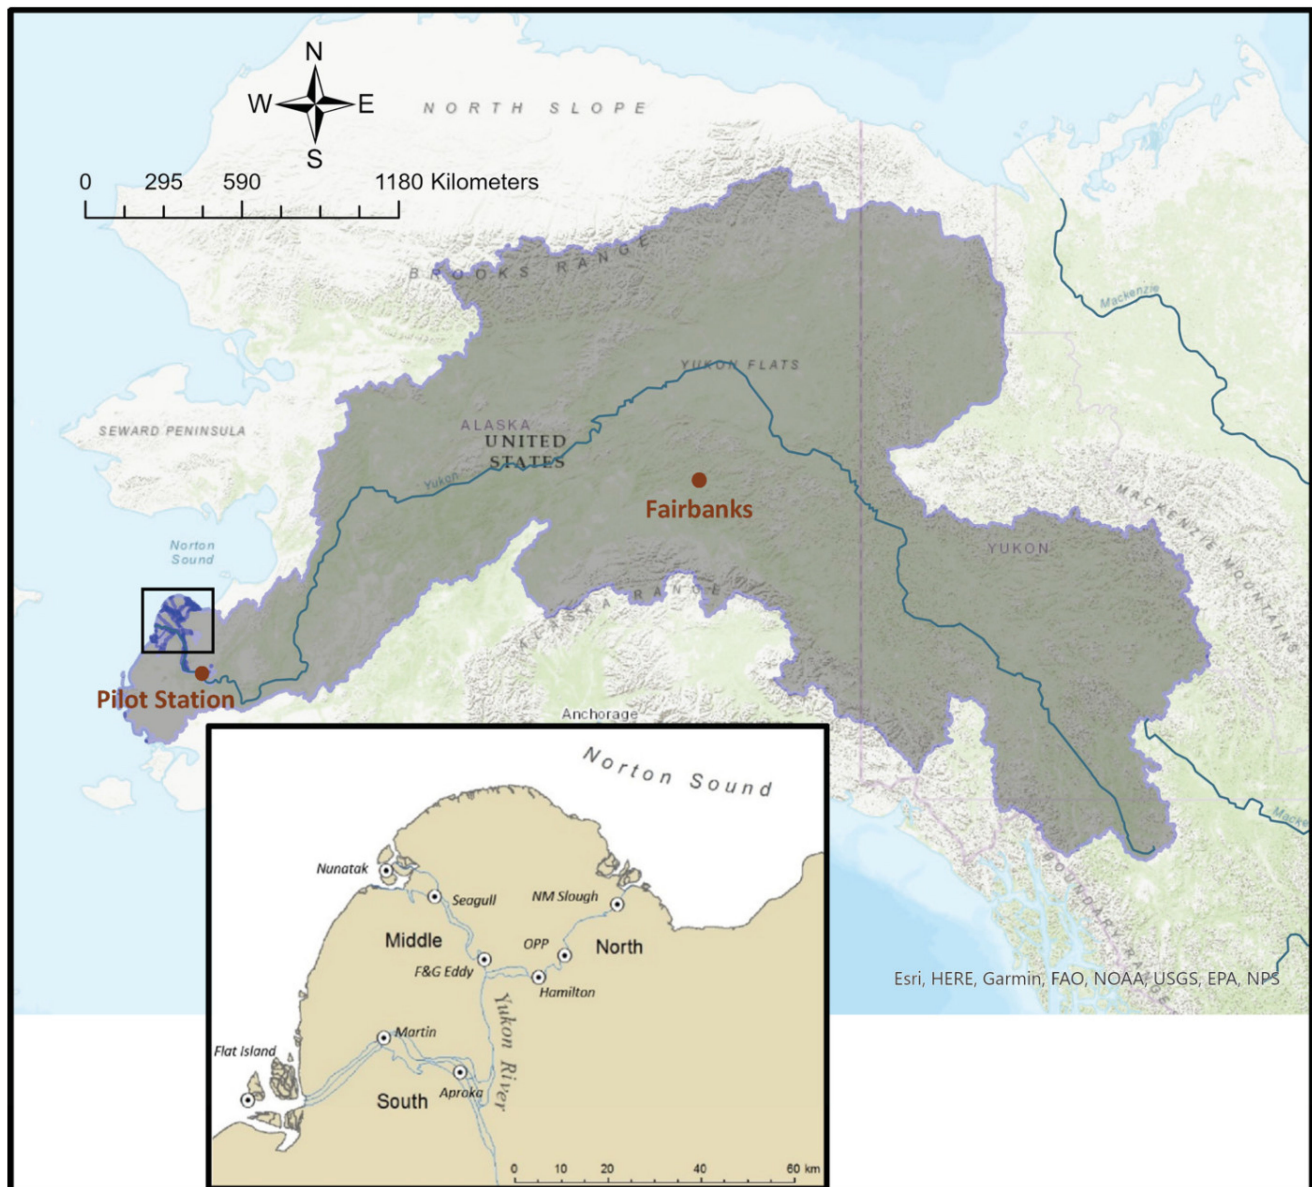 N
W E
S
NORTH SLOPE
0 295 590 1180 Kilometers
BROOKS RANGE
Mackenzie
YUKON FLATS
SEWARD PENINSULA
ALASKA
UNITED
STATES
Yukon
Fairbanks
MACKENZIE MOUNTAINS
Norton
Sound
YUKON
ALASKA RANGE
Pilot Station
Anchorage
Norton Sound
Nunatak
Seagull
NM Slough
Middle
OPP
North
F&G Eddy
Hamilton
Yukon River
Martin
Flat Island
Aproka
South
0 10 20 40 60 km
BOUNDARY RANGE
Esri, HERE, Garmin, FAO, NOAA, USGS, EPA, NPS